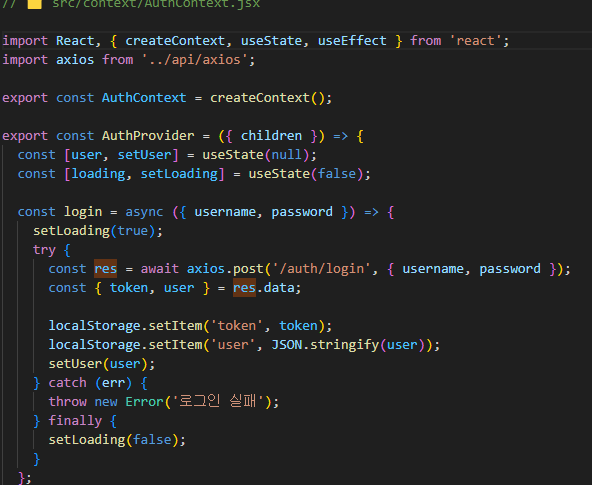 // 📁 src/context/AuthContext.jsx
import React, { createContext, useState, useEffect } from 'react';
import axios from '../api/axios';
export const AuthContext = createContext();
export const AuthProvider = ({ children }) => {
const [user, setUser] = useState(null);
const [loading, setLoading] = useState(false);
const login = async ({ username, password }) => {
setLoading(true);
try {
const res = await axios.post('/auth/login', { username, password });
const { token, user } = res.data;
localStorage.setItem('token', token);
localStorage.setItem('user', JSON.stringify(user));
setUser(user);
} catch (err) {
throw new Error('로그인 실패');
} finally {
setLoading(false);
}
};